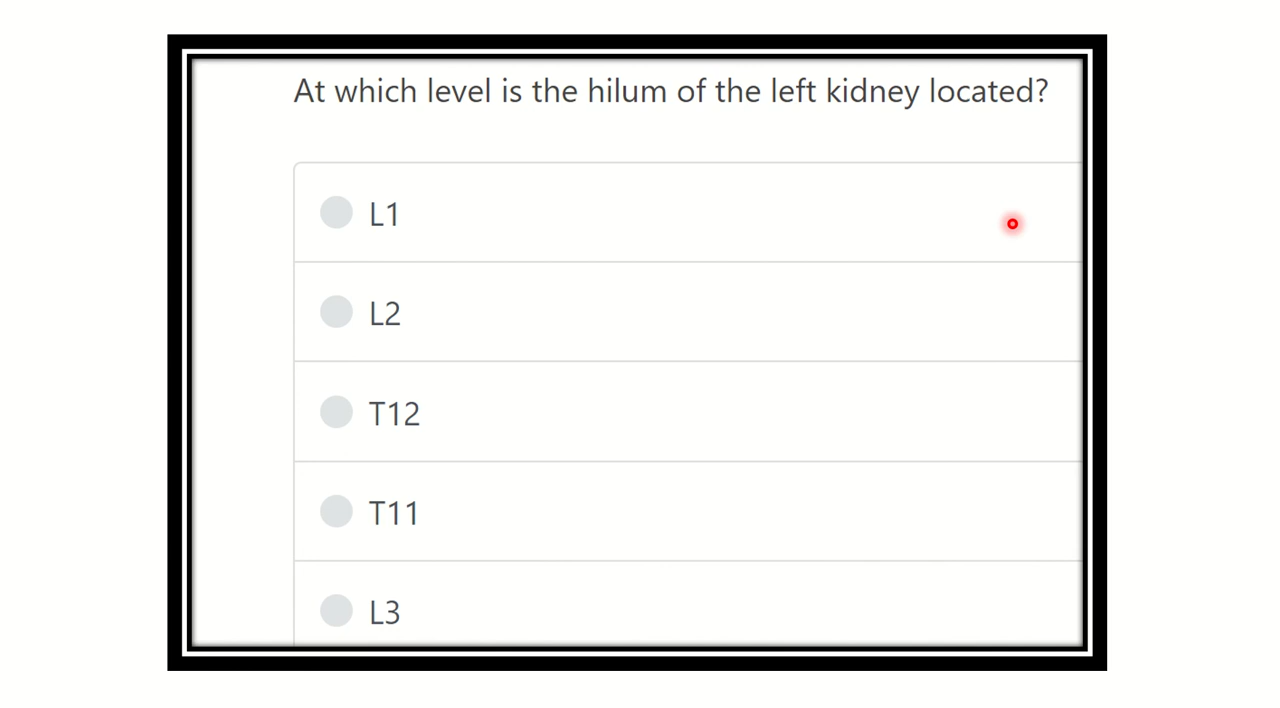 At which level is the hilum of the left kidney located?
L1
L2
T12
T11
L3